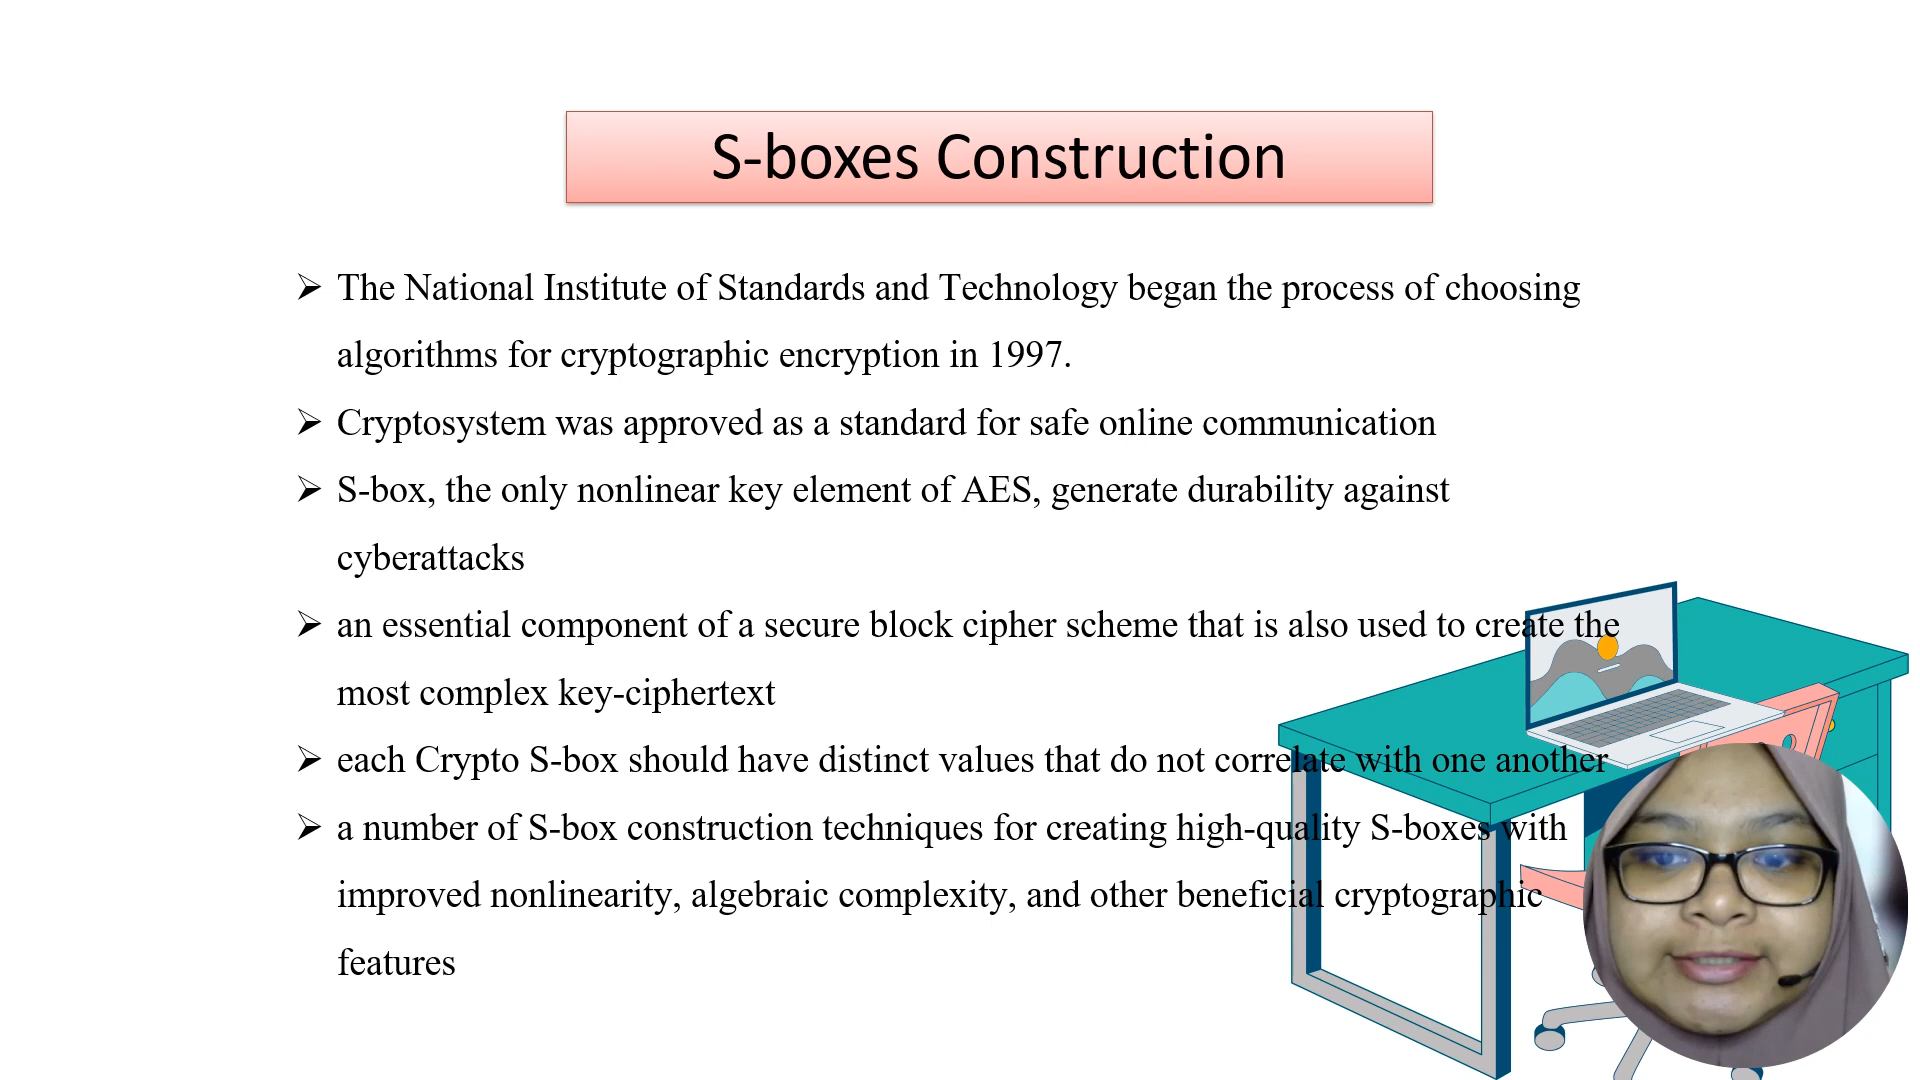 S-boxes Construction
➢ The National Institute of Standards and Technology began the process of choosing
algorithms for cryptographic encryption in 1997.
➢ Cryptosystem was approved as a standard for safe online communication
➢ S-box, the only nonlinear key element of AES, generate durability against
cyberattacks
➢ an essential component of a secure block cipher scheme that is also used to create the
most complex key-ciphertext
➢ each Crypto S-box should have distinct values that do not correlate with one another
➢ a number of S-box construction techniques for creating high-quality S-boxes with
improved nonlinearity, algebraic complexity, and other beneficial cryptographic
features